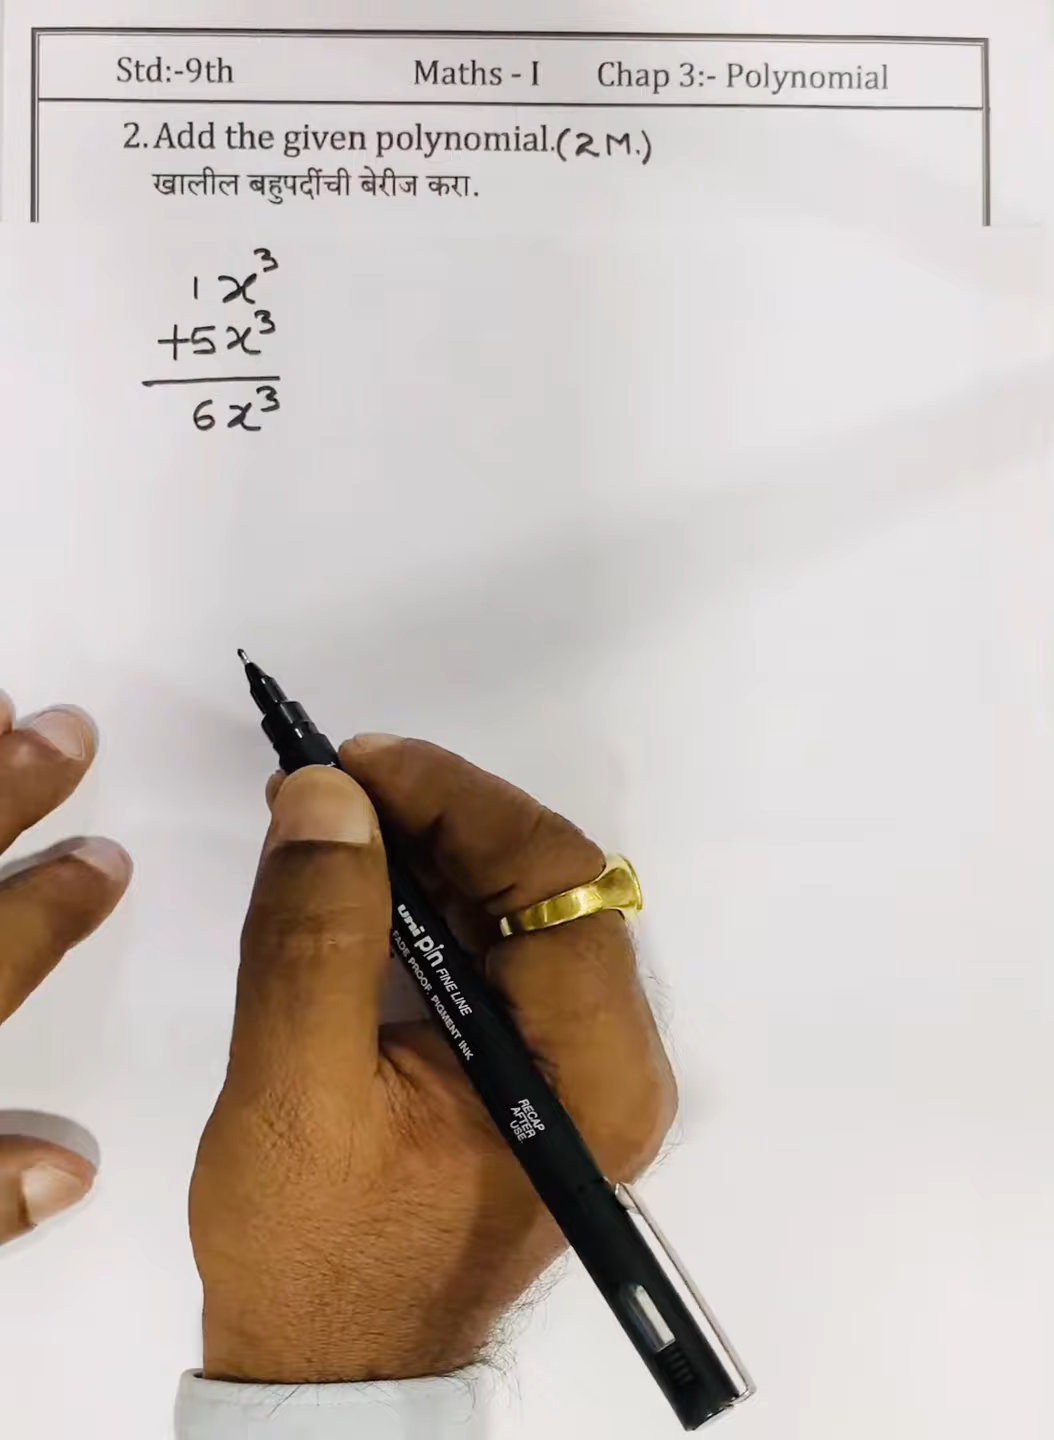 Std:-9th Maths - I Chap 3:- Polynomial
2. Add the given polynomial. (2 M.)
खालील बहुपदींची बेरीज करा.
1x³
+5x³
6x³
uni pin FINE LINE
FADE PROOF. PIGMENT INK
RECAP
AFTER
USE.